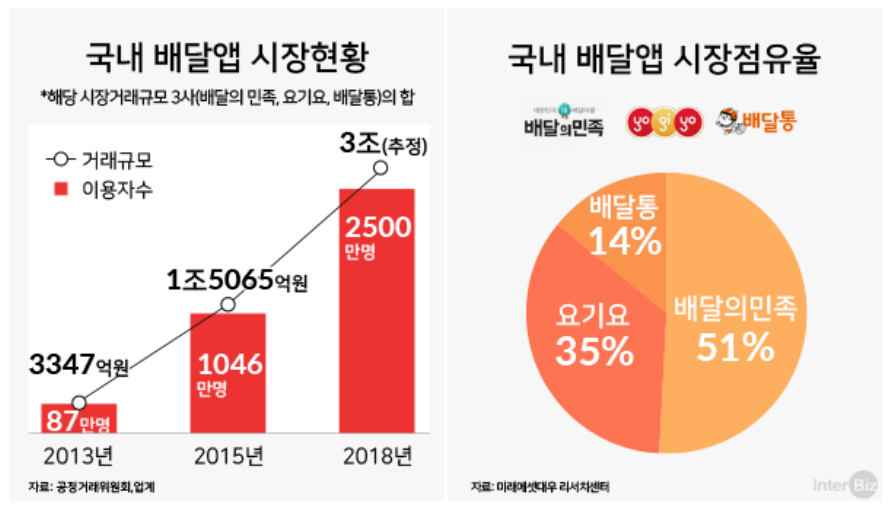 국내 배달앱 시장현황
*해당 시장거래규모 3사(배달의 민족, 요기요, 배달통)의 합
거래규모
이용자수
3조(추정)
2500
만명
1조5065억원
1046
만명
3347억원
87만명
2013년
2015년
2018년
자료: 공정거래위원회,업계
국내 배달앱 시장점유율
배달의민족
yo gi yo
배달통
배달통
14%
요기요
35%
배달의민족
51%
자료: 미래에셋대우 리서치센터
InterBiz